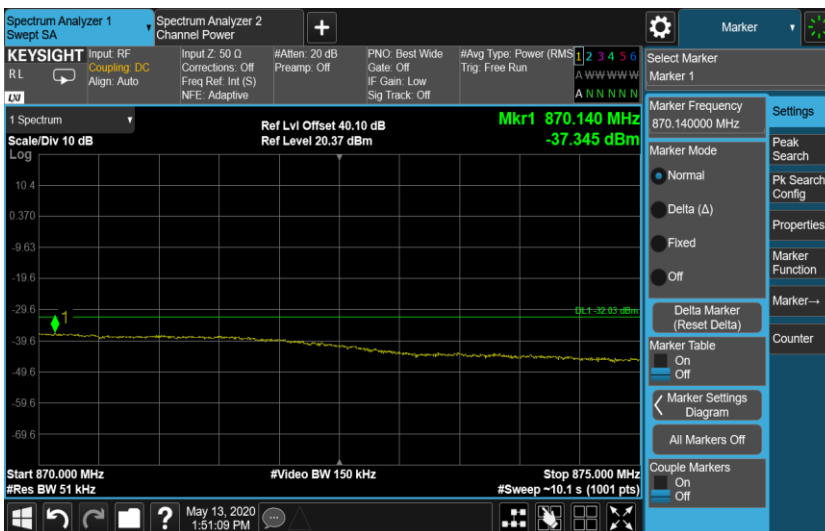 Spectrum Analyzer 1
Swept SA
Spectrum Analyzer 2
Channel Power
+
Marker
KEYSIGHT
RL
LXI
Input: RF
Coupling: DC
Align: Auto
Input Z: 50 Ω
Corrections: Off
Freq Ref: Int (S)
NFE: Adaptive
#Atten: 20 dB
Preamp: Off
PNO: Best Wide
Gate: Off
IF Gain: Low
Sig Track: Off
#Avg Type: Power (RMS
Trig: Free Run
1 2 3 4 5 6
A W W W W W
A N N N N N
Select Marker
Marker 1
1 Spectrum
Scale/Div 10 dB
Log
Ref Lvl Offset 40.10 dB
Ref Level 20.37 dBm
Mkr1 870.140 MHz
-37.345 dBm
10.4
0.370
-9.63
-19.6
-29.6
-39.6
-49.6
-59.6
-69.6
1
DL1 -32.03 dBm
Start 870.000 MHz
#Res BW 51 kHz
#Video BW 150 kHz
Stop 875.000 MHz
#Sweep ~10.1 s (1001 pts)
Marker Frequency
870.140000 MHz
Marker Mode
Normal
Delta (Δ)
Fixed
Off
Delta Marker
(Reset Delta)
Marker Table
On
Off
Marker Settings
Diagram
All Markers Off
Couple Markers
On
Off
Settings
Peak
Search
Pk Search
Config
Properties
Marker
Function
Marker→
Counter
?
May 13, 2020
1:51:09 PM